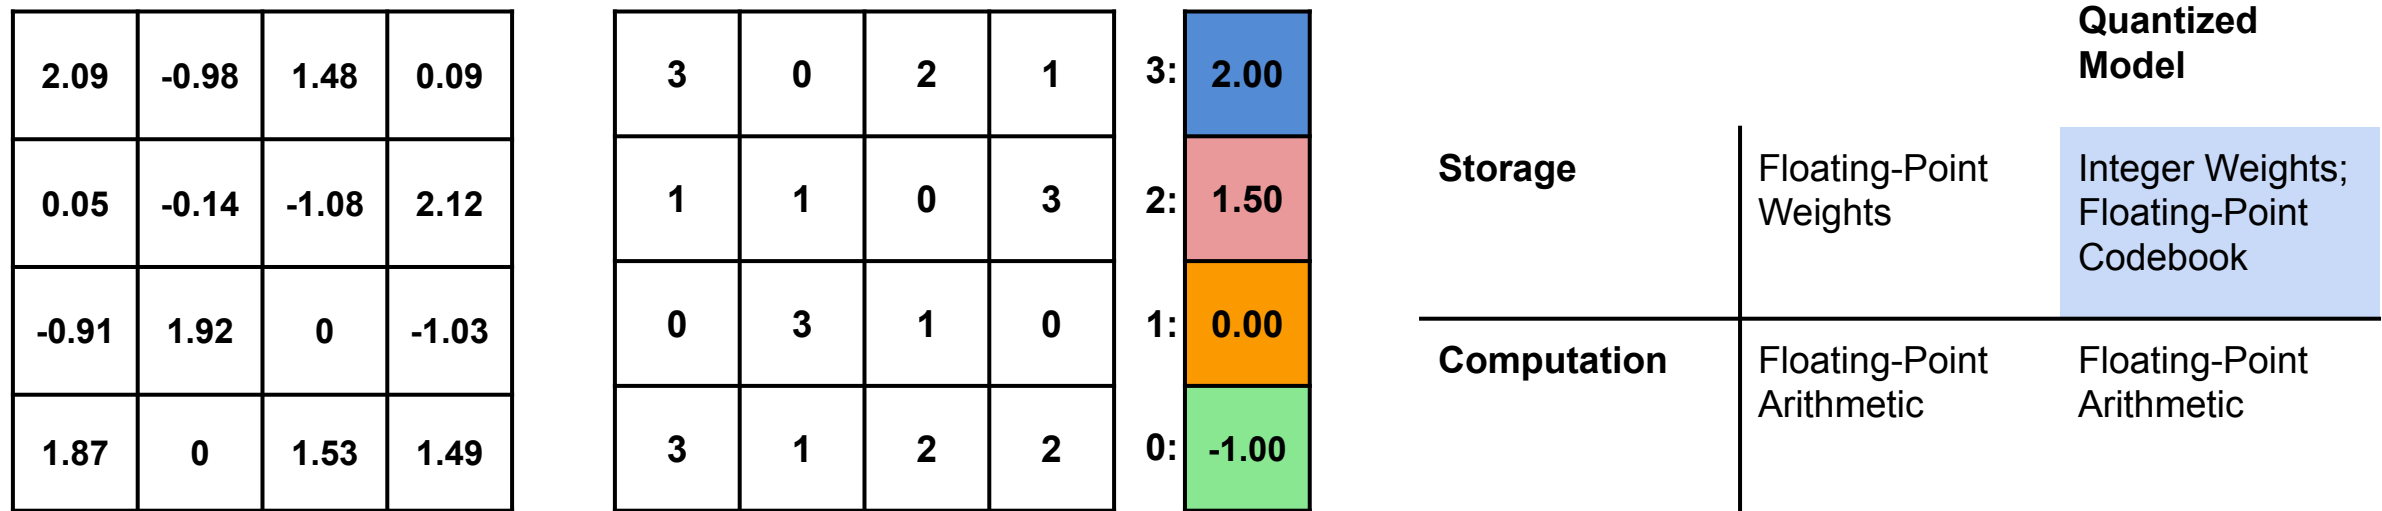 2.09 -0.98 1.48 0.09
0.05 -0.14 -1.08 2.12
-0.91 1.92 0 -1.03
1.87 0 1.53 1.49
3 0 2 1
1 1 0 3
0 3 1 0
3 1 2 2
3: 2.00
2: 1.50
1: 0.00
0: -1.00
Quantized
Model
Storage
Floating-Point
Weights
Integer Weights;
Floating-Point
Codebook
Computation
Floating-Point
Arithmetic
Floating-Point
Arithmetic